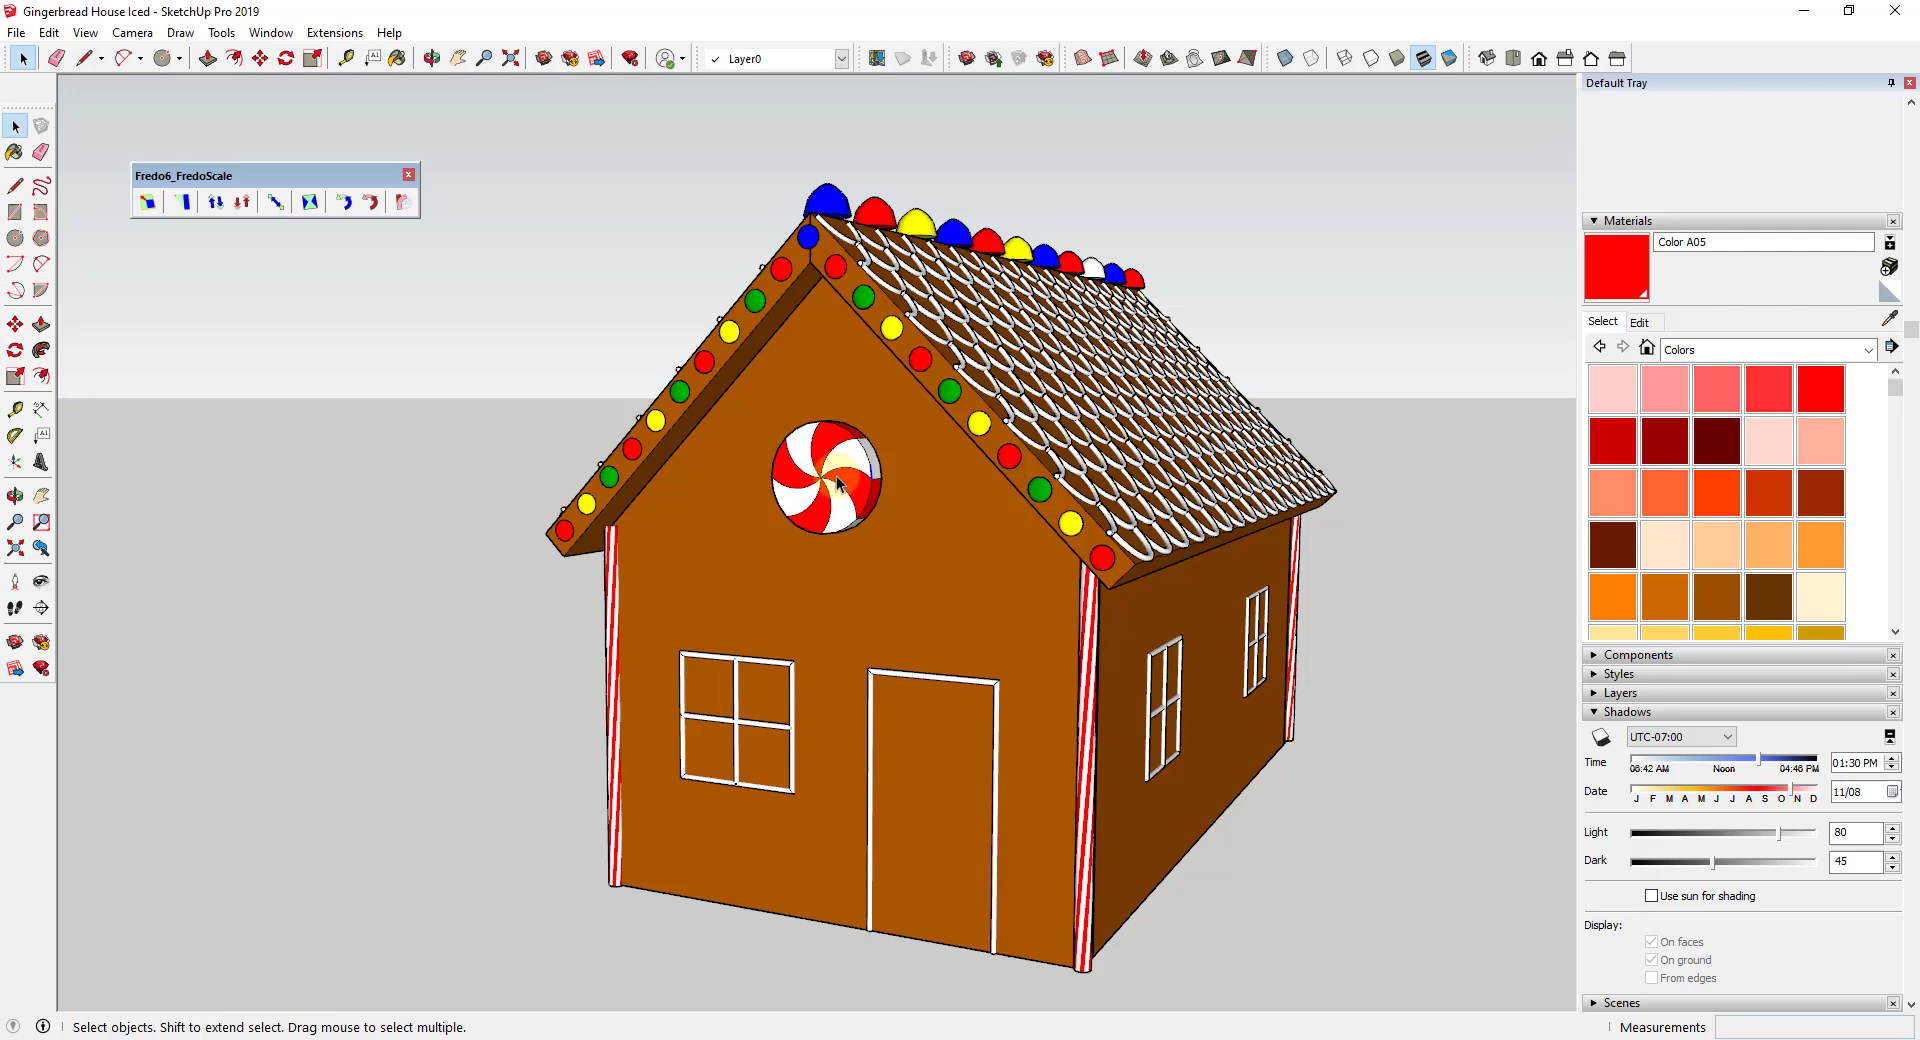 Gingerbread House Iced - SketchUp Pro 2019
File Edit View Camera Draw Tools Window Extensions Help
A1
✓ Layer0
Default Tray
Fredo6_FredoScale
Materials
Color A05
Select Edit
Colors
A1
Components
Styles
Layers
Shadows
UTC-07:00
Time 06:42 AM Noon 04:46 PM 01:30 PM
Date J F M A M J J A S O N D 11/08
Light 80
Dark 45
Use sun for shading
Display:
On faces
On ground
From edges
Scenes
Select objects. Shift to extend select. Drag mouse to select multiple.
Measurements